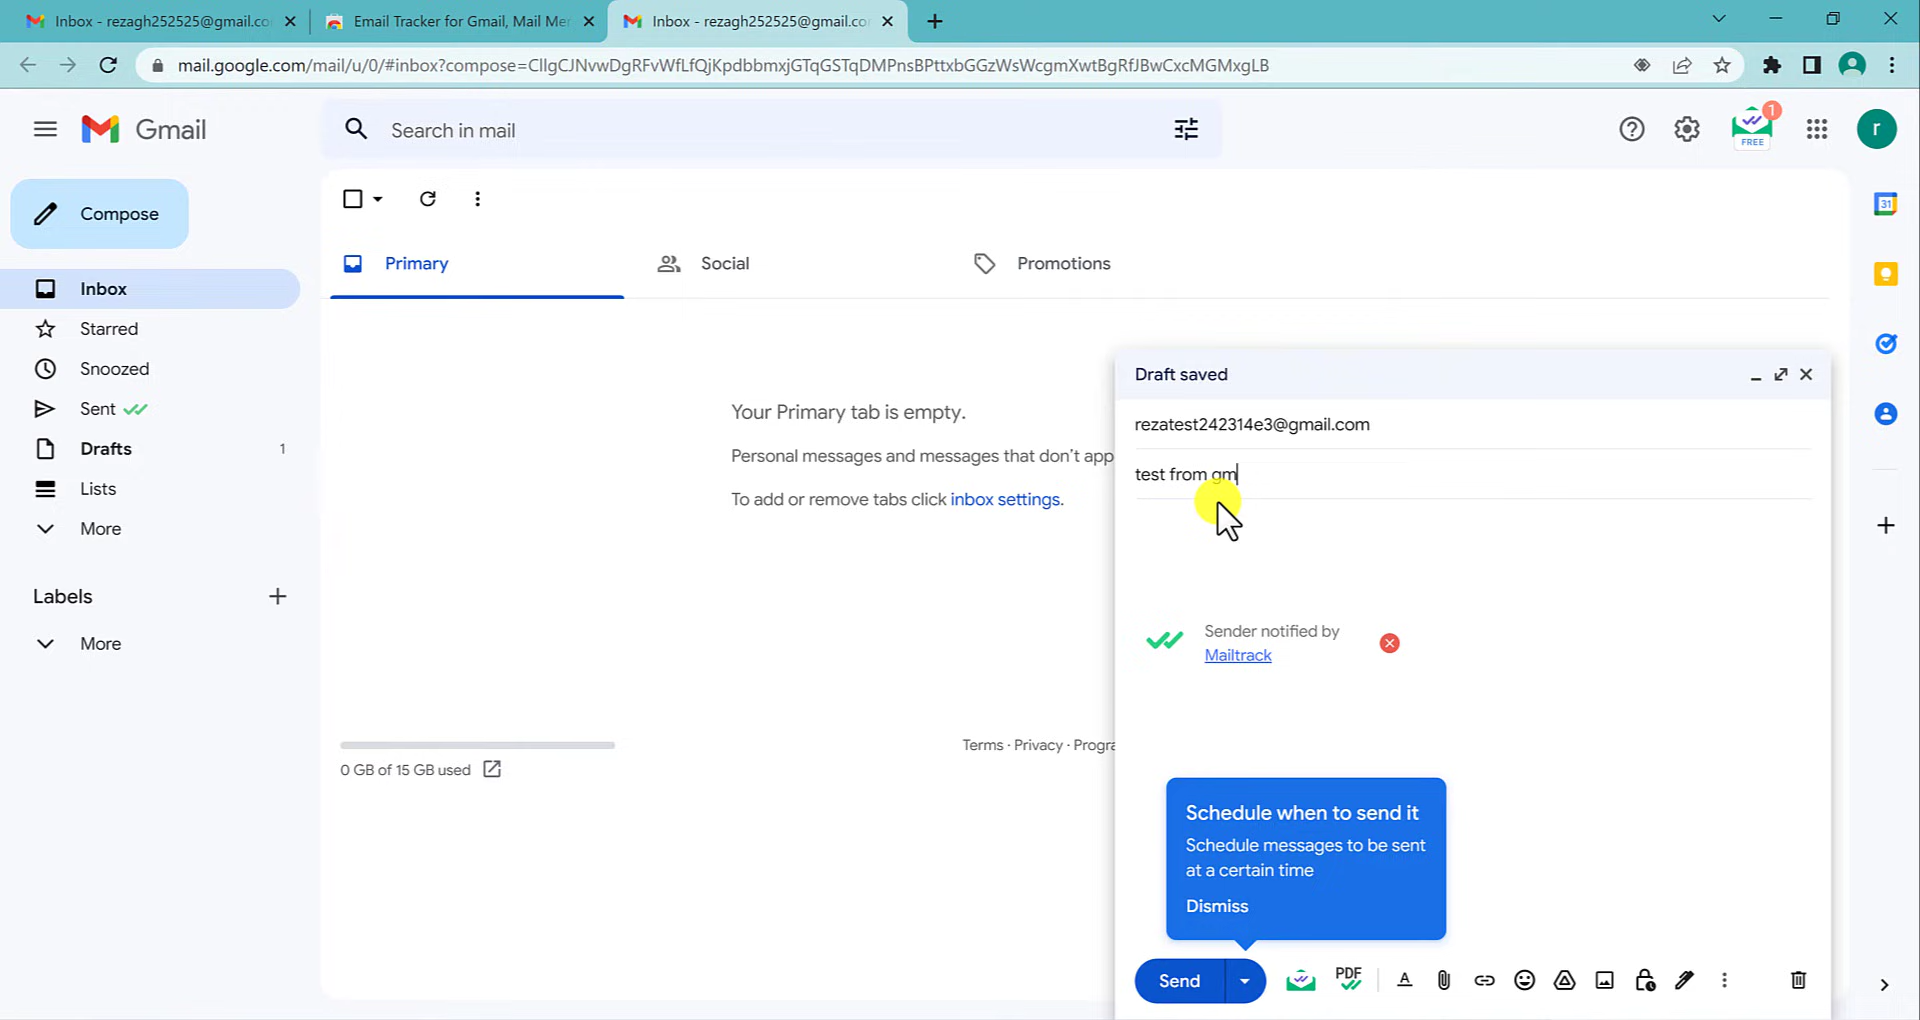 Inbox - rezagh252525@gmail.co
Email Tracker for Gmail, Mail Mer
Inbox - rezagh252525@gmail.co
mail.google.com/mail/u/0/#inbox?compose=CllgCJNvwDgRFvWfLfQjKpdbbmxjGTqGSTqDMPnsBPttxbGGzWsWcgmXwtBgRfJBwCxcMGMxgLB
Gmail
Search in mail
1
FREE
r
Compose
Primary
Social
Promotions
31
Inbox
Starred
Snoozed
Sent
Drafts 1
Lists
More
Labels
More
Your Primary tab is empty.
Personal messages and messages that don't app
To add or remove tabs click inbox settings.
0 GB of 15 GB used
Terms · Privacy · Progra
Draft saved
rezatest242314e3@gmail.com
test from gm
Sender notified by
Mailtrack
Schedule when to send it
Schedule messages to be sent
at a certain time
Dismiss
Send
PDF